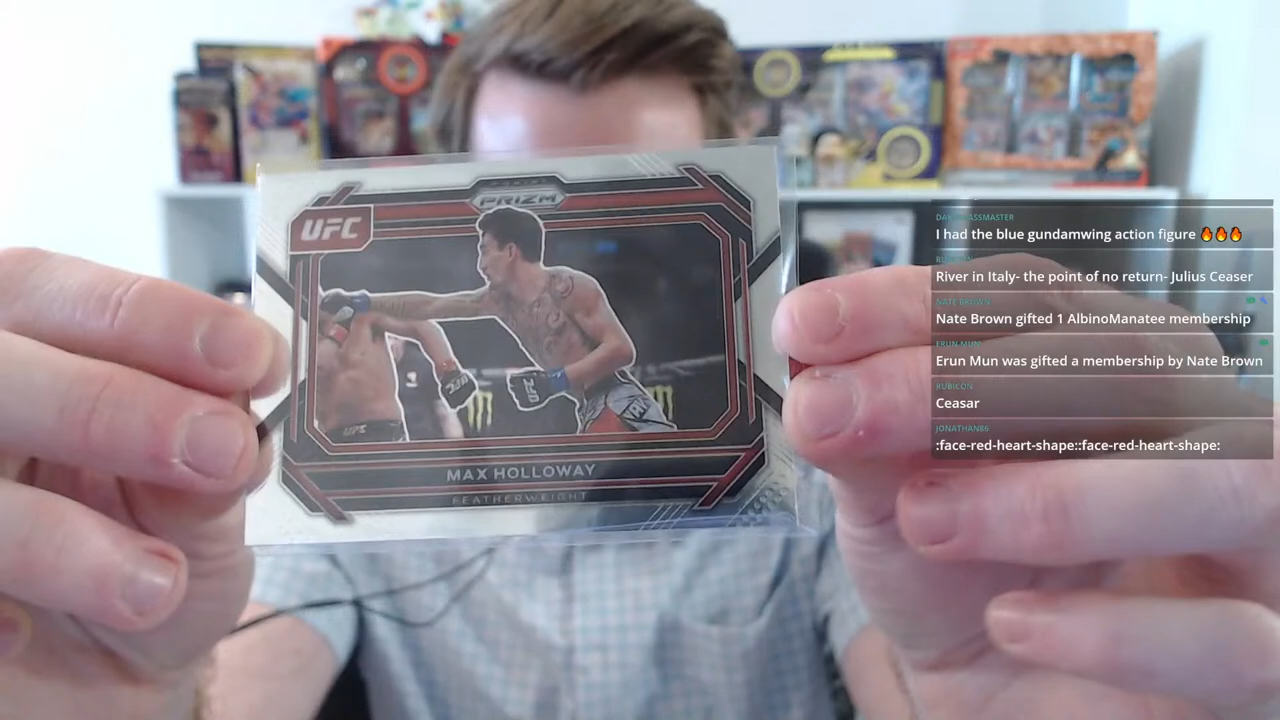 PRIZM
UFC
MAX HOLLOWAY
FEATHERWEIGHT
I had the blue gundamwing action figure 🔥🔥🔥
River in Italy- the point of no return- Julius Ceaser
NATE BROWN
Nate Brown gifted 1 AlbinoManatee membership
ERUN MUN
Erun Mun was gifted a membership by Nate Brown
RUBICON
Ceasar
JONATHAN86
:face-red-heart-shape::face-red-heart-shape: